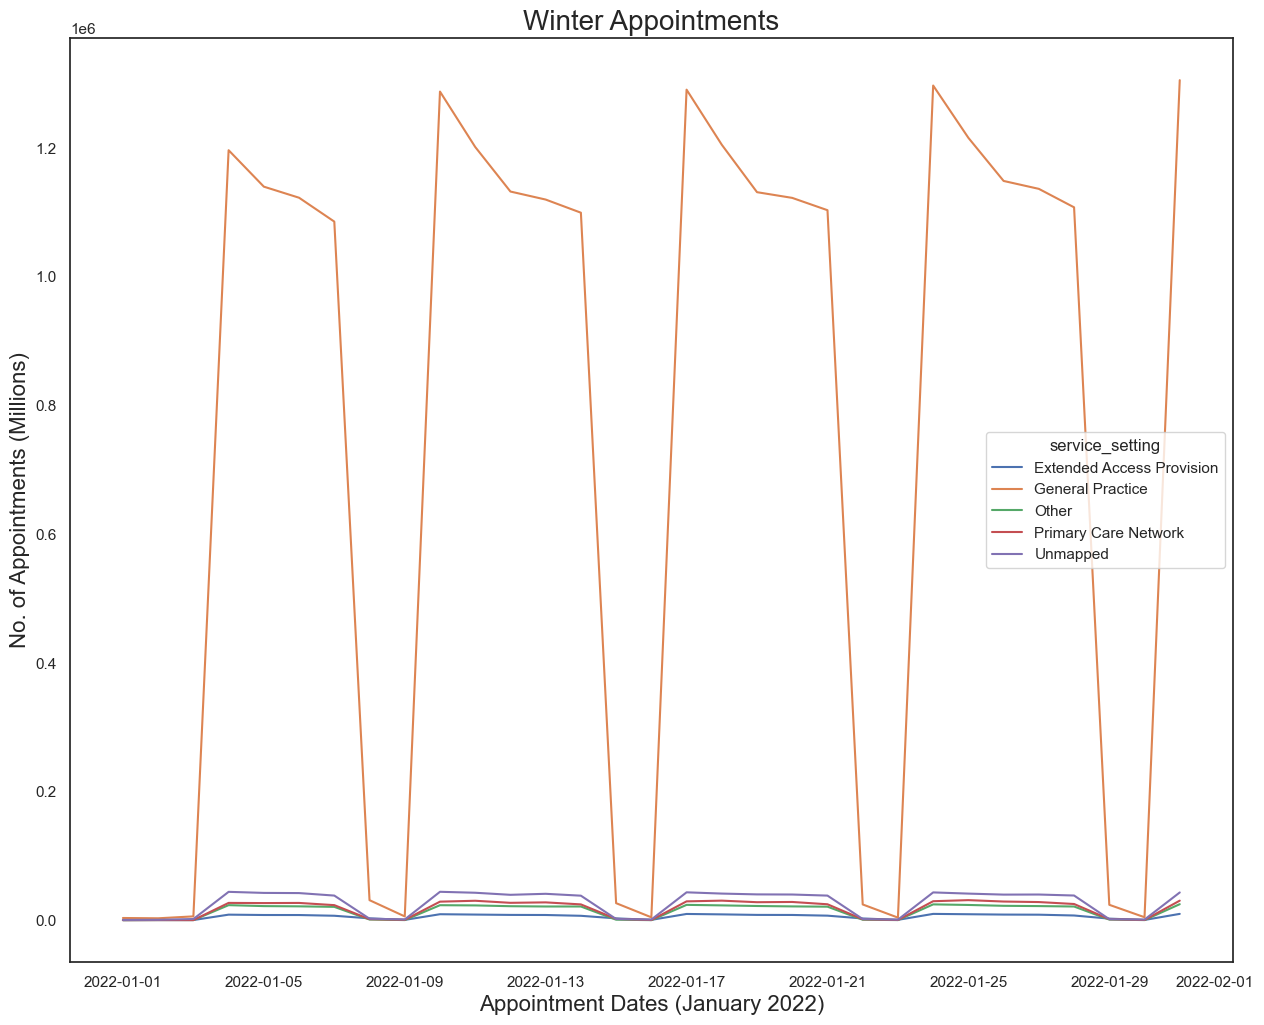 Winter Appointments
1e6
1.2
1.0
0.8
0.6
0.4
0.2
0.0
No. of Appointments (Millions)
service_setting
Extended Access Provision
General Practice
Other
Primary Care Network
Unmapped
2022-01-01 2022-01-05 2022-01-09 2022-01-13 2022-01-17 2022-01-21 2022-01-25 2022-01-29 2022-02-01
Appointment Dates (January 2022)